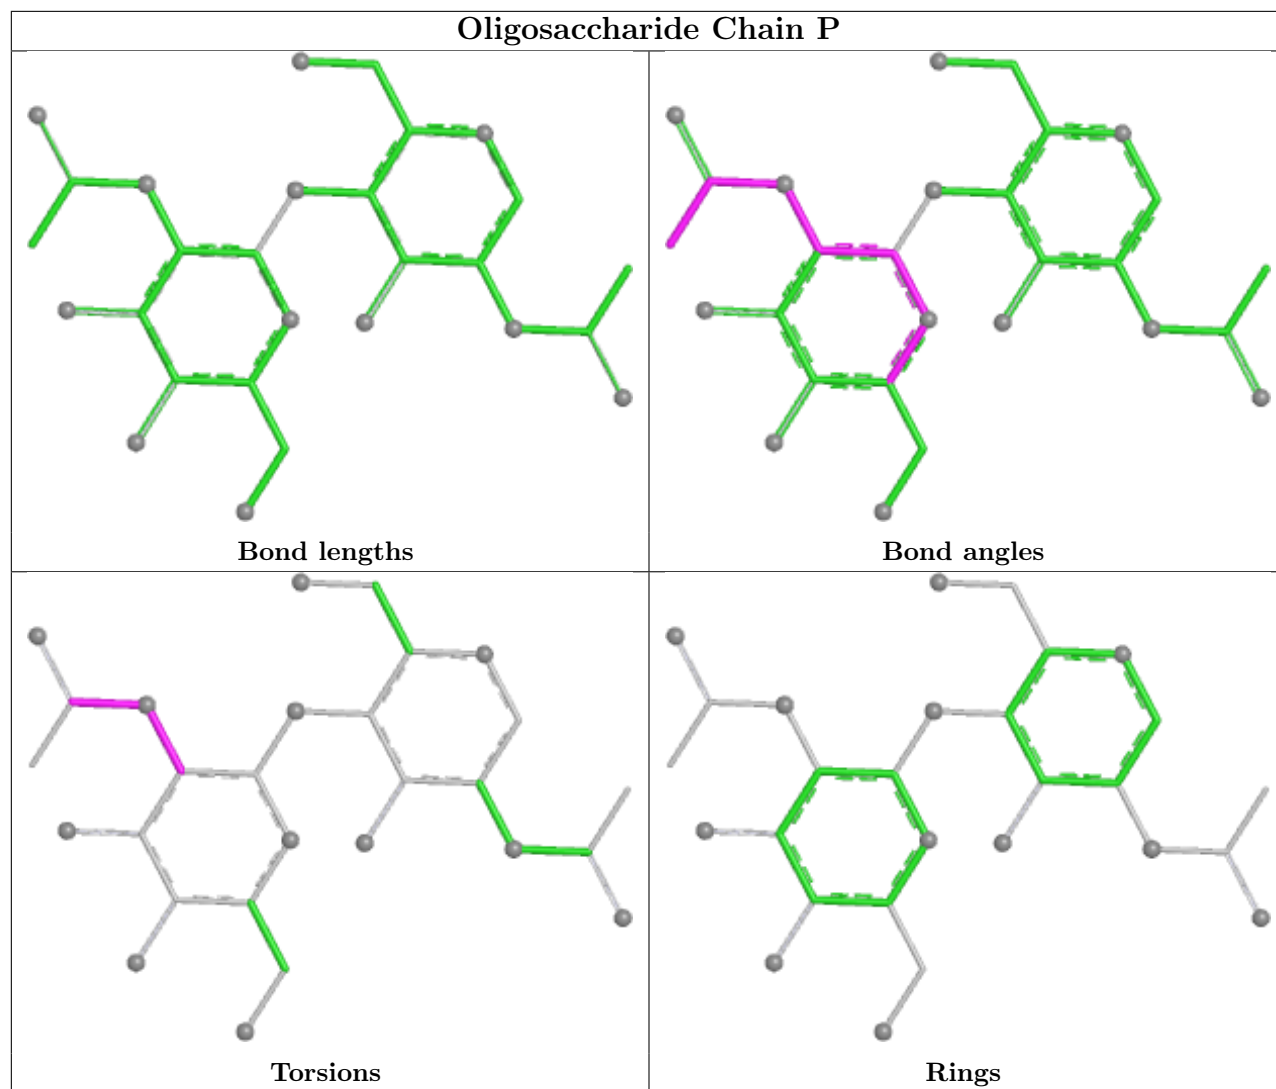 Oligosaccharide Chain P
Bond lengths
Bond angles
Torsions
Rings